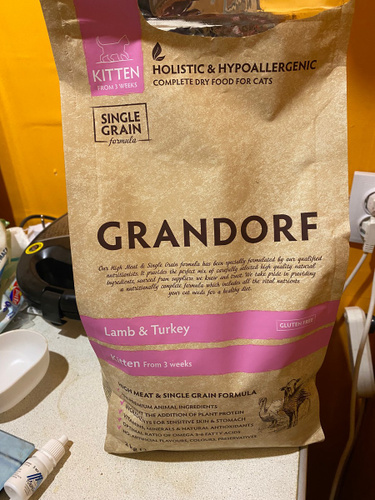 KITTEN
FROM 3 WEEKS
HOLISTIC & HYPOALLERGENIC
COMPLETE DRY FOOD FOR CATS
SINGLE
GRAIN
formula
GRANDORF
Our High Meat & Single Grain formula has been specially formulated by our qualified
nutritionists. It provides the perfect mix of carefully selected high quality natural
ingredients, sourced from suppliers we know and trust. We take pride in providing
a nutritionally complete formula which includes all the vital nutrients
your cat needs for a healthy diet.
Lamb & Turkey
GLUTEN FREE
Kitten From 3 weeks
HIGH MEAT & SINGLE GRAIN FORMULA
PREMIUM ANIMAL INGREDIENTS
THE ADDITION OF PLANT PROTEIN
FOR SENSITIVE SKIN & STOMACH
MINERALS & NATURAL ANTIOXIDANTS
RATIO OF OMEGA 3:6 FATTY ACIDS
ARTIFICIAL FLAVOURS, COLOURS, PRESERVATIVES